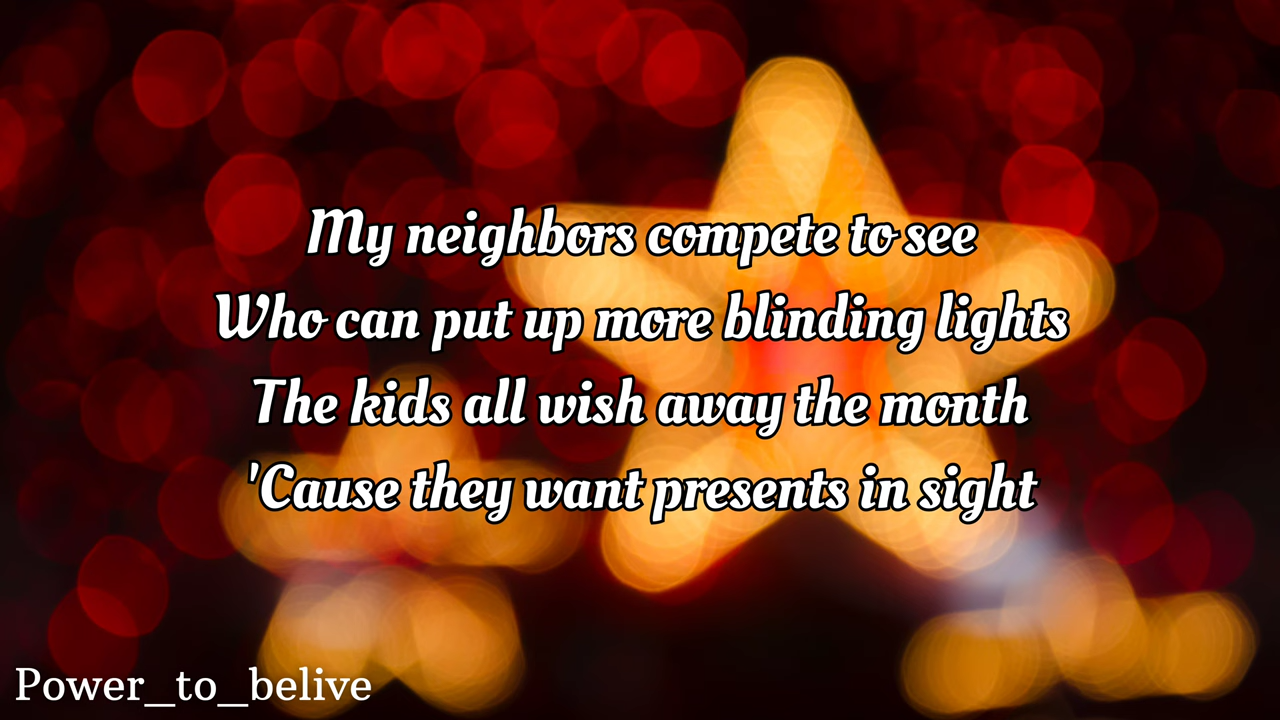 My neighbors compete to see
Who can put up more blinding lights
The kids all wish away the month
'Cause they want presents in sight
Power_to_belive